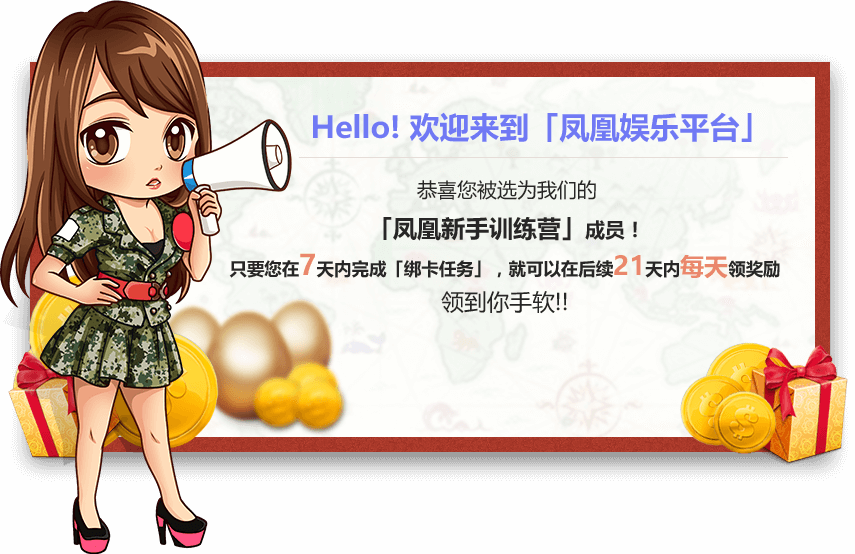 Hello! 欢迎来到「凤凰娱乐平台」
恭喜您被选为我们的
「凤凰新手训练营」成员！
只要您在7天内完成「绑卡任务」，就可以在后续21天内每天领奖励
领到你手软!!